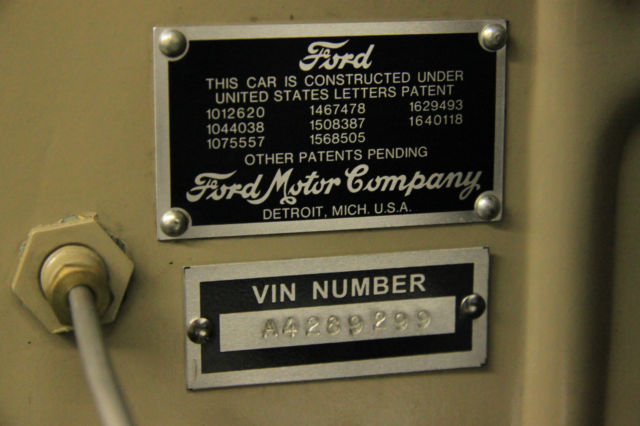 Ford
THIS CAR IS CONSTRUCTED UNDER
UNITED STATES LETTERS PATENT
1012620 1467478 1629493
1044038 1508387 1640118
1075557 1568505
OTHER PATENTS PENDING
Ford Motor Company
DETROIT, MICH. U.S.A.
VIN NUMBER
A4269299